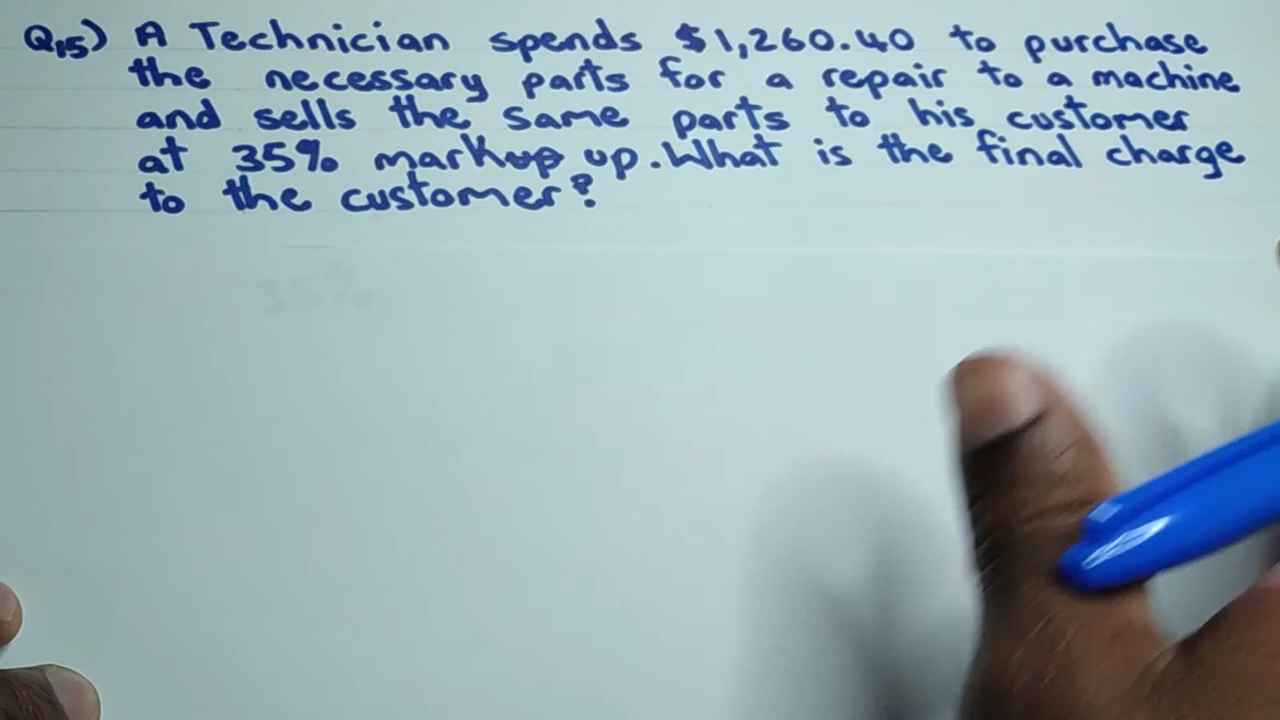 Q15) A Technician spends $1,260.40 to purchase
the necessary parts for a repair to a machine
and sells the same parts to his customer
at 35% markup up. What is the final charge
to the customer?
35%